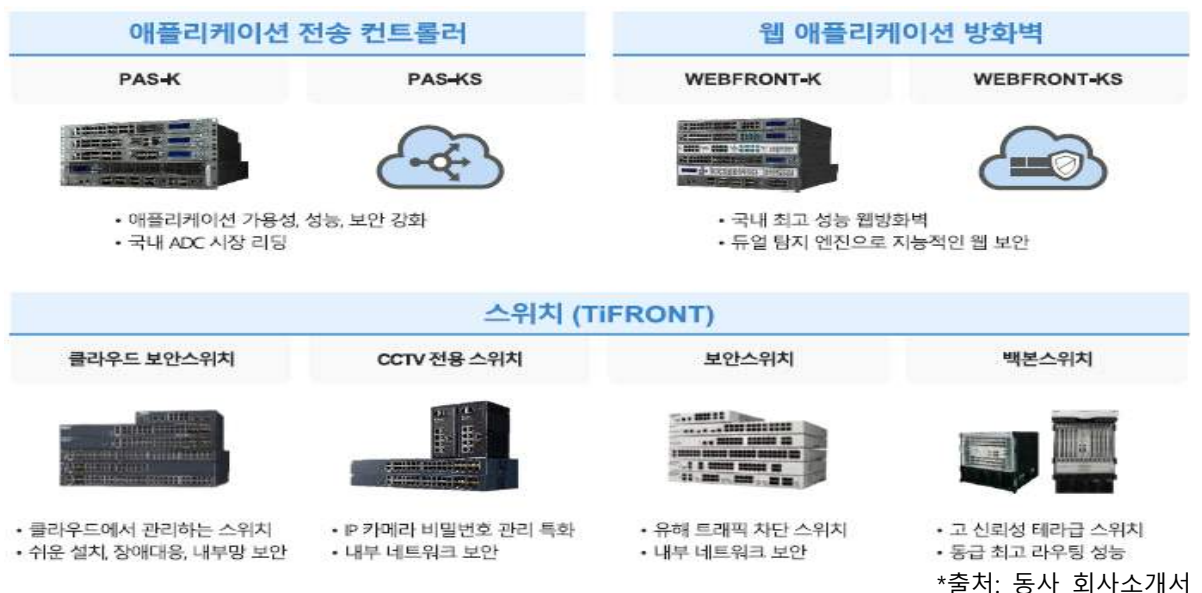 애플리케이션 전송 컨트롤러
웹 애플리케이션 방화벽
PAS-K
PAS-KS
WEBFRONT-K
WEBFRONT-KS
• 애플리케이션 가용성, 성능, 보안 강화
• 국내 ADC 시장 리딩
• 국내 최고 성능 웹방화벽
• 듀얼 탐지 엔진으로 지능적인 웹 보안
스위치 (TiFRONT)
클라우드 보안스위치
CCTV 전용 스위치
보안스위치
백본스위치
• 클라우드에서 관리하는 스위치
• 쉬운 설치, 장애대응, 내부망 보안
• IP 카메라 비밀번호 관리 특화
• 내부 네트워크 보안
• 유해 트래픽 차단 스위치
• 내부 네트워크 보안
• 고 신뢰성 테라급 스위치
• 동급 최고 라우팅 성능
*출처: 동사 회사소개서